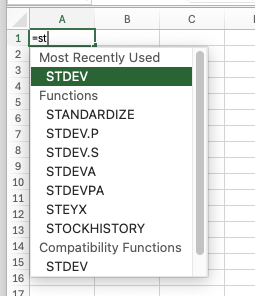 A B C
1 =st
2 Most Recently Used
3 STDEV
4 Functions
5 STANDARDIZE
6 STDEV.P
7 STDEV.S
8 STDEVA
9 STDEVPA
10 STEYX
11 STOCKHISTORY
12 Compatibility Functions
13 STDEV
14
15
16
17